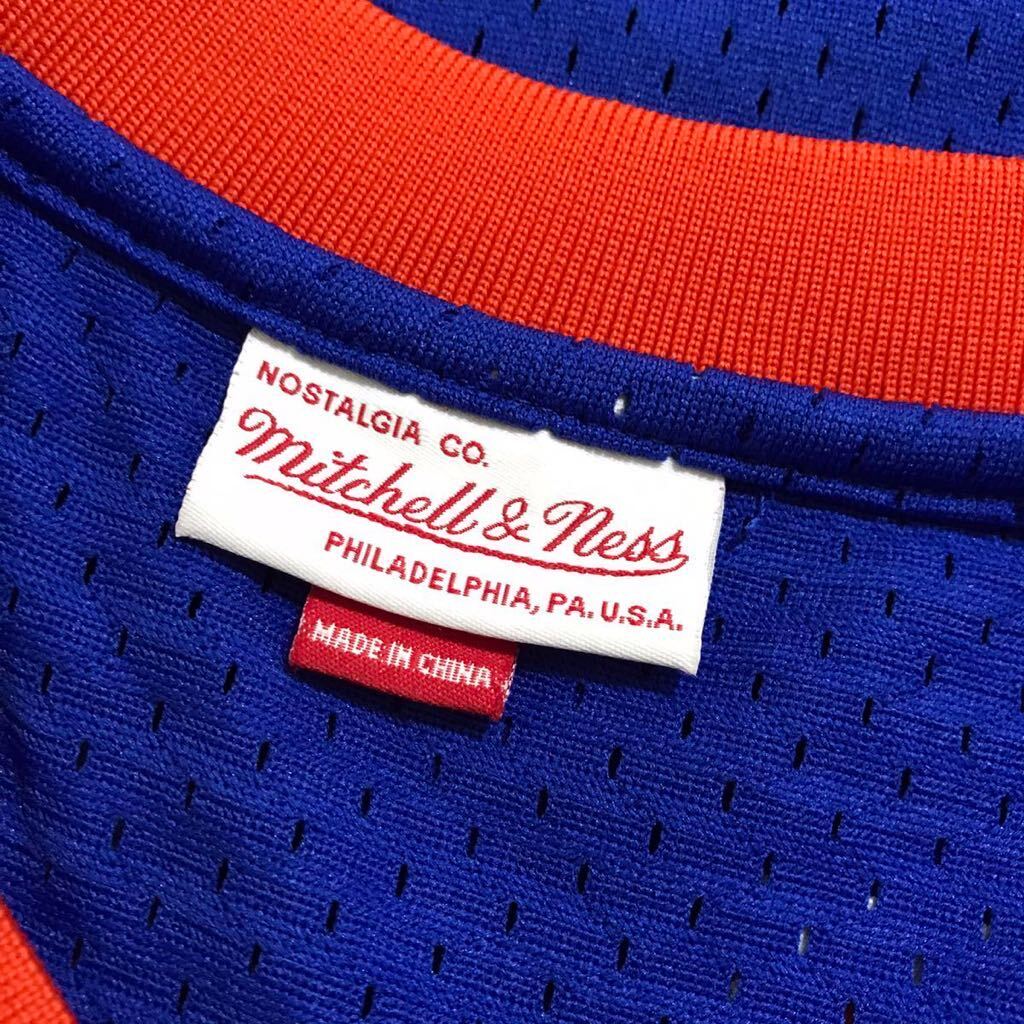 NOSTALGIA CO.
Mitchell & Ness
PHILADELPHIA, PA. U.S.A.
MADE IN CHINA